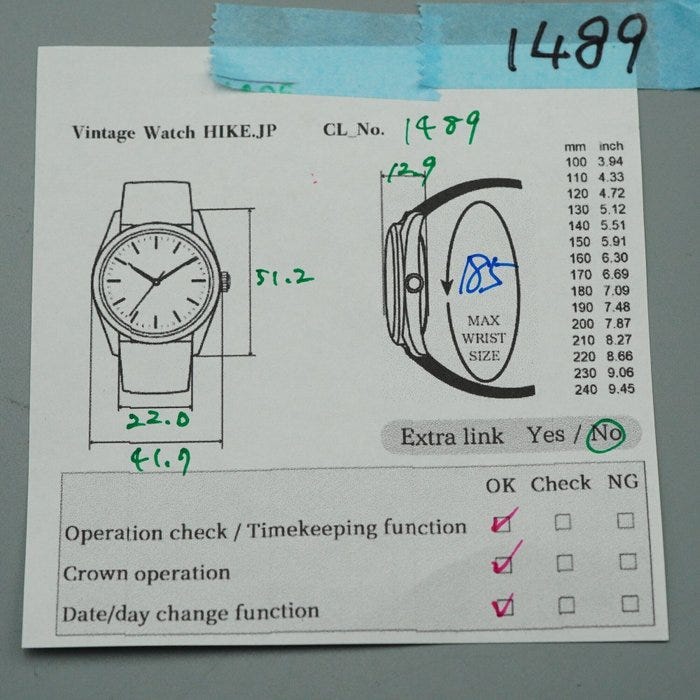 1489
Vintage Watch HIKE.JP CL_No. 1489
12.9
mm inch
100 3.94
110 4.33
120 4.72
130 5.12
140 5.51
150 5.91
160 6.30
170 6.69
180 7.09
190 7.48
200 7.87
210 8.27
220 8.66
230 9.06
240 9.45
51.2
185
MAX
WRIST
SIZE
22.0
41.9
Extra link Yes / No
OK Check NG
Operation check / Timekeeping function
Crown operation
Date/day change function